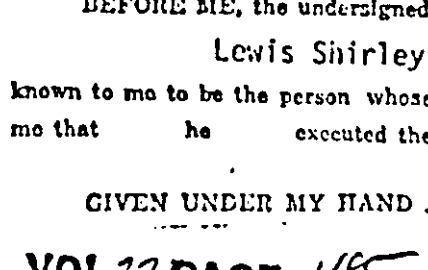 BEFORE ME, the undersigned
Lewis Shirley
known to me to be the person whose
me that he executed the
GIVEN UNDER MY HAND
VOL 22 PAGE